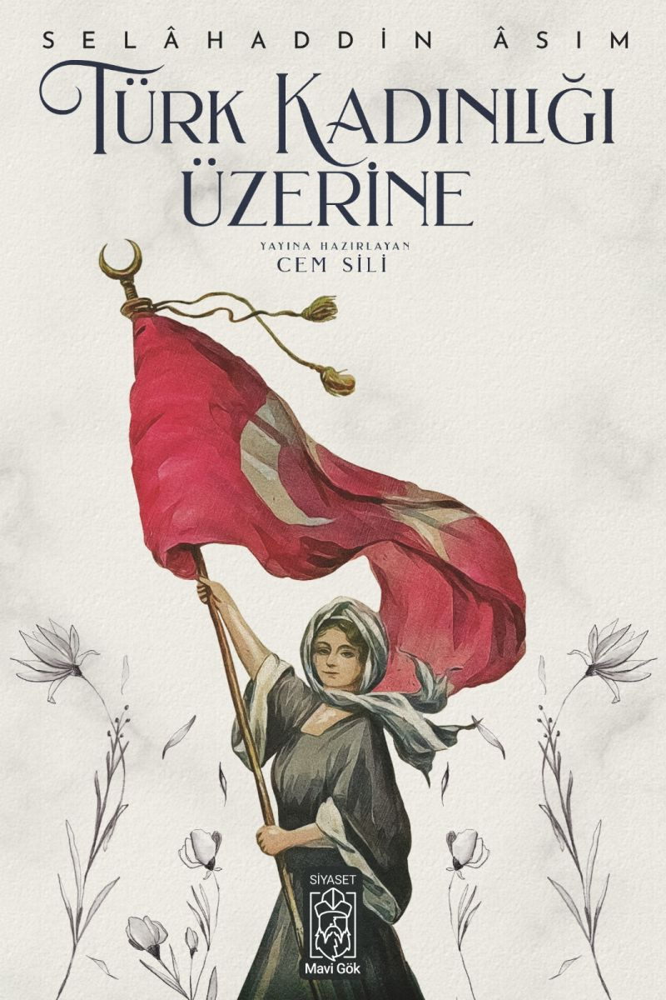 SELÂHADDİN ÂSIM
TÜRK KADINLIĞI
ÜZERİNE
YAYINA HAZIRLAYAN
CEM SİLİ
SİYASET
Mavi Gök